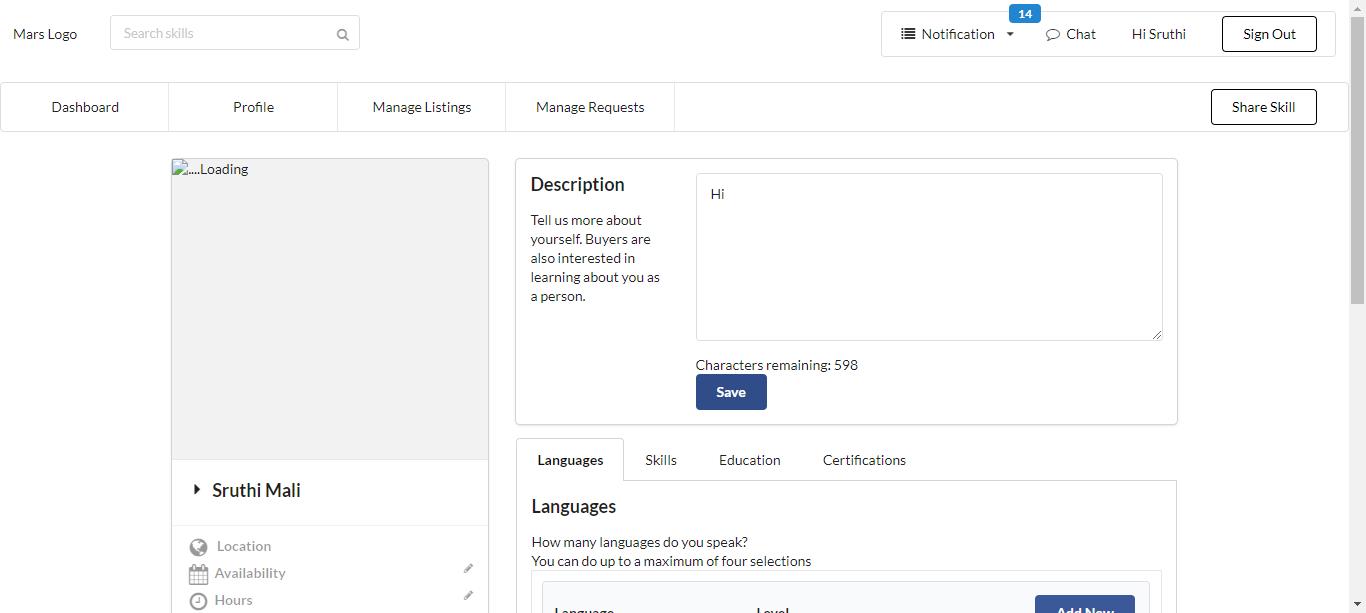 14
Mars Logo
Search skills
Notification
Chat
Hi Sruthi
Sign Out
Dashboard
Profile
Manage Listings
Manage Requests
Share Skill
....Loading
Description
Tell us more about
yourself. Buyers are
also interested in
learning about you as
a person.
Hi
Characters remaining: 598
Save
Sruthi Mali
Location
Availability
Hours
Languages
Skills
Education
Certifications
Languages
How many languages do you speak?
You can do up to a maximum of four selections
Language
Level
Add New